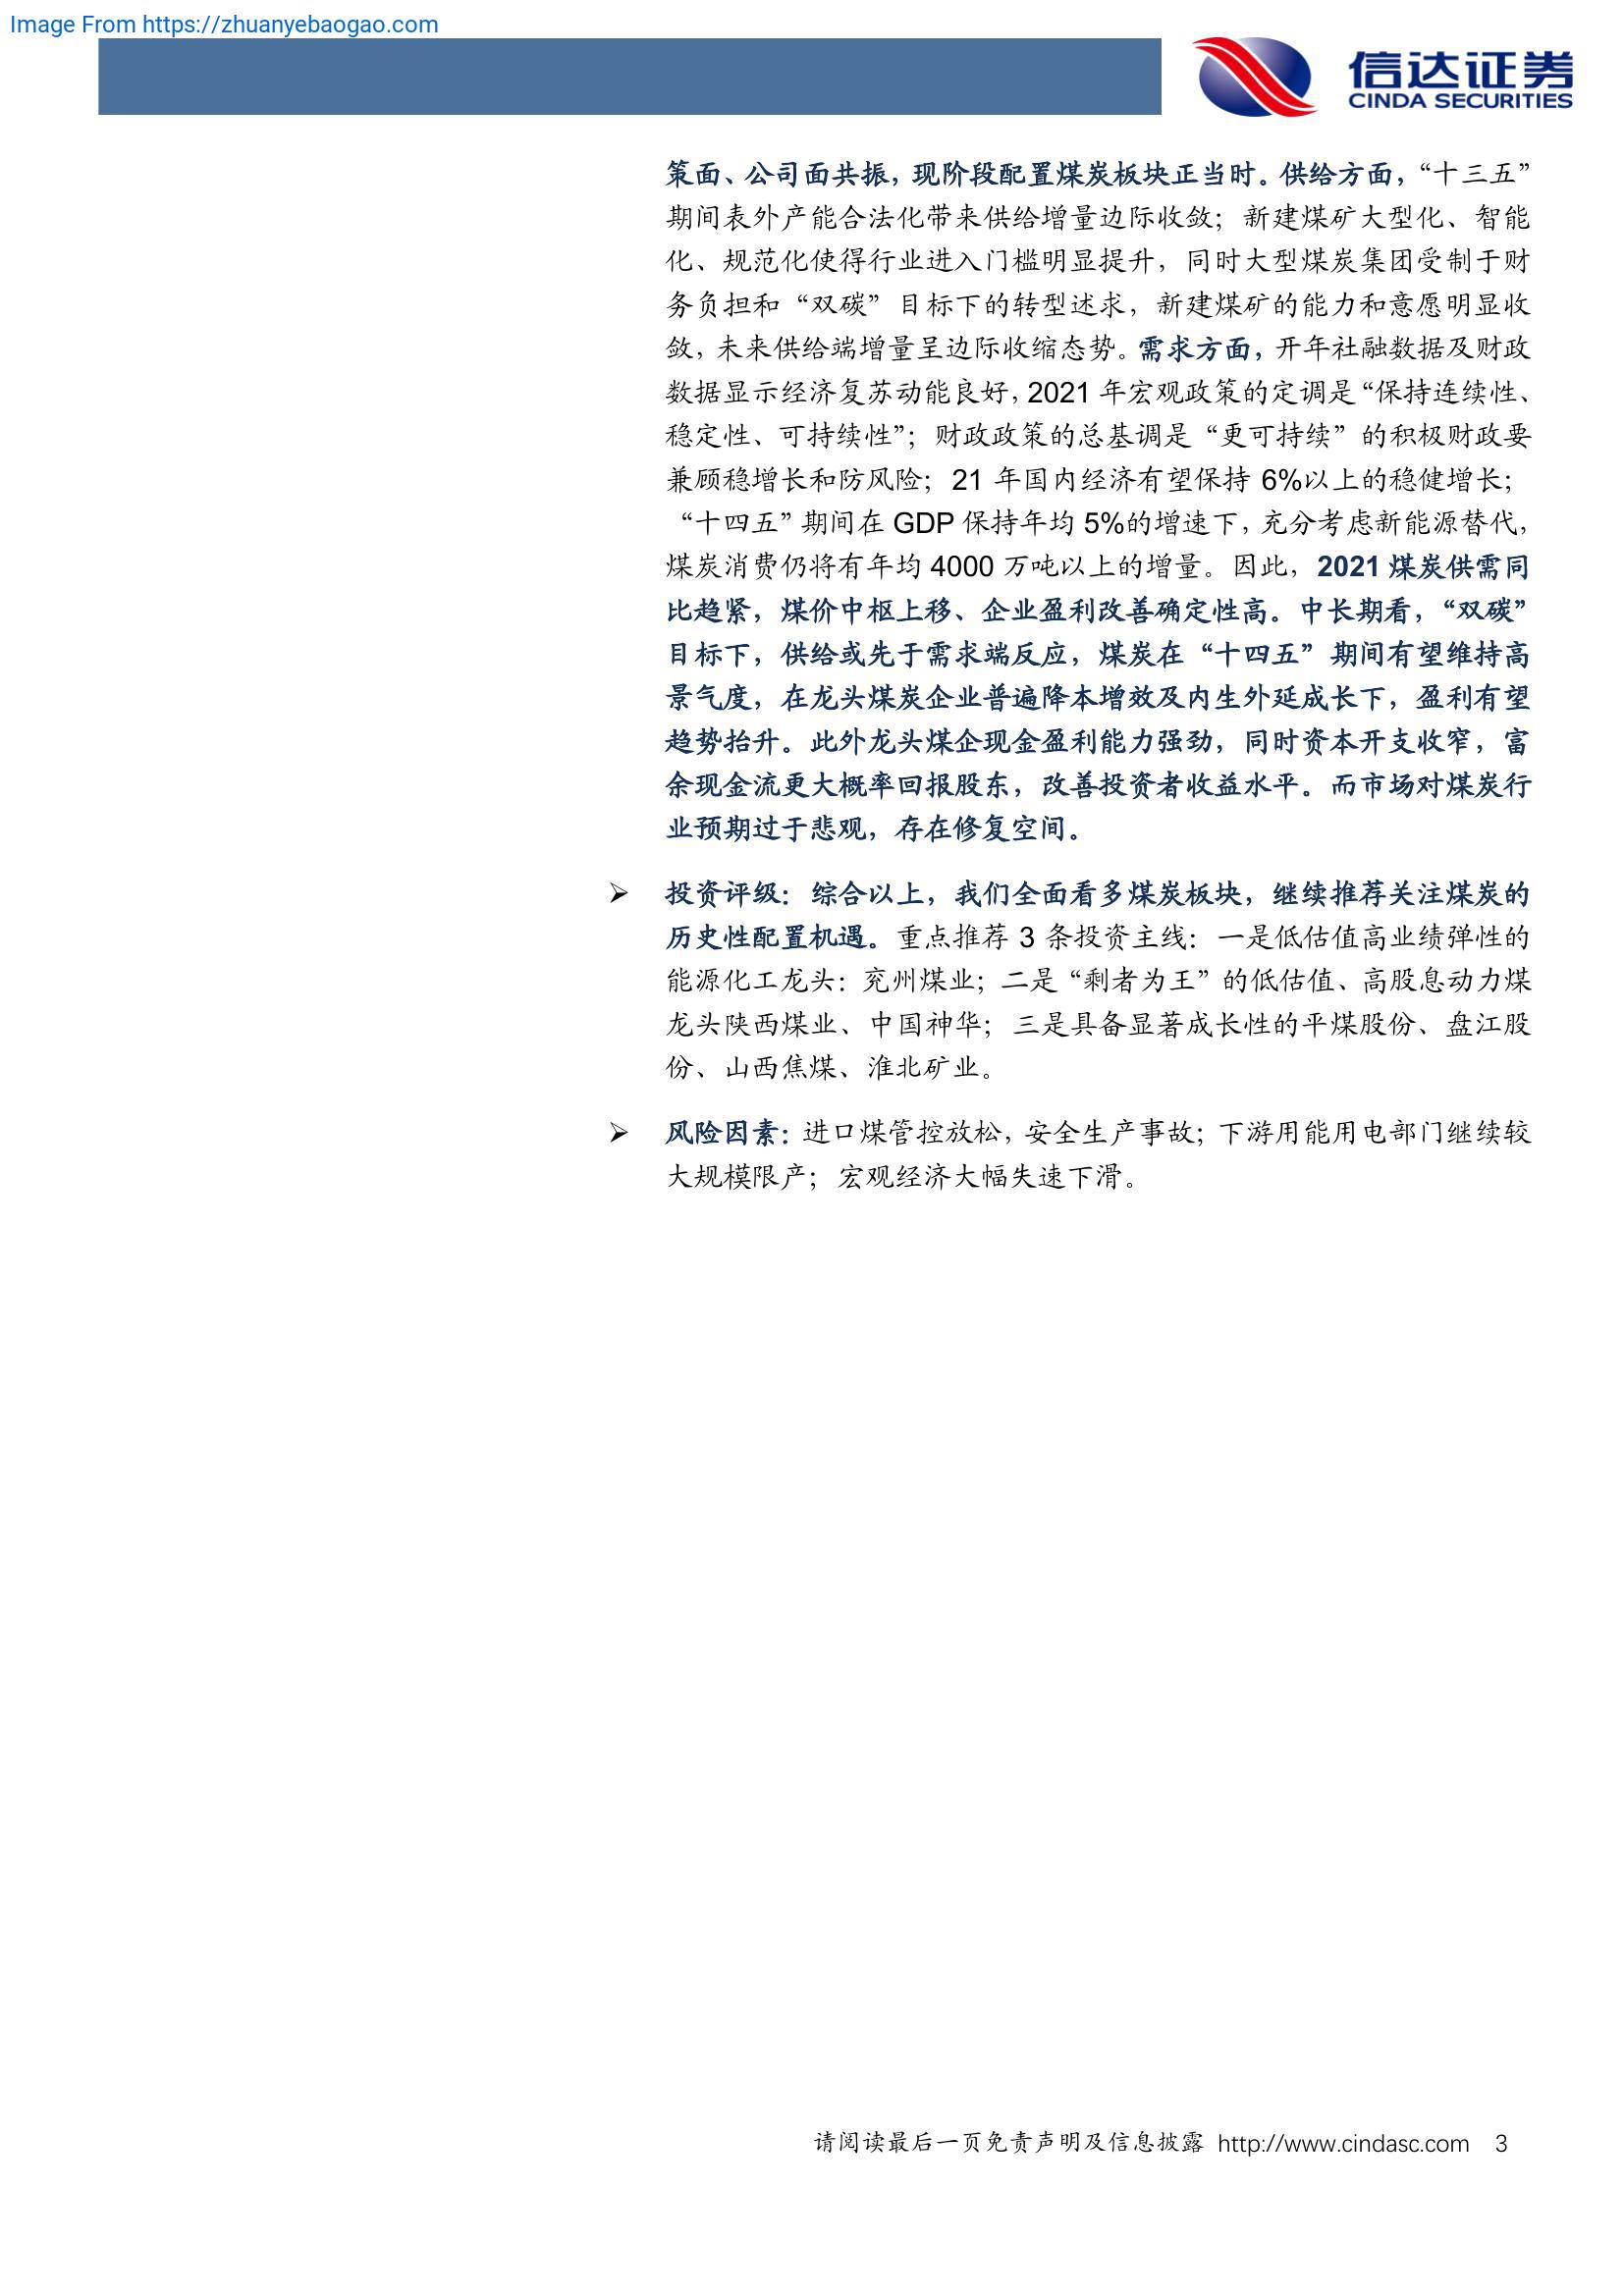 Image From https://zhuanyebaogao.com
信达证券
CINDA SECURITIES
策面、公司面共振，现阶段配置煤炭板块正当时。供给方面，“十三五”
期间表外产能合法化带来供给增量边际收敛；新建煤矿大型化、智能
化、规范化使得行业进入门槛明显提升，同时大型煤炭集团受制于财
务负担和“双碳”目标下的转型述求，新建煤矿的能力和意愿明显收
敛，未来供给端增量呈边际收缩态势。需求方面，开年社融数据及财政
数据显示经济复苏动能良好，2021 年宏观政策的定调是“保持连续性、
稳定性、可持续性”；财政政策的总基调是“更可持续”的积极财政要
兼顾稳增长和防风险；21 年国内经济有望保持 6%以上的稳健增长；
“十四五”期间在 GDP 保持年均 5%的增速下，充分考虑新能源替代，
煤炭消费仍将有年均 4000 万吨以上的增量。因此，2021 煤炭供需同
比趋紧，煤价中枢上移、企业盈利改善确定性高。中长期看，“双碳”
目标下，供给或先于需求端反应，煤炭在“十四五”期间有望维持高
景气度，在龙头煤炭企业普遍降本增效及内生外延成长下，盈利有望
趋势抬升。此外龙头煤企现金盈利能力强劲，同时资本开支收窄，富
余现金流更大概率回报股东，改善投资者收益水平。而市场对煤炭行
业预期过于悲观，存在修复空间。
➢ 投资评级：综合以上，我们全面看多煤炭板块，继续推荐关注煤炭的
历史性配置机遇。重点推荐 3 条投资主线：一是低估值高业绩弹性的
能源化工龙头：兖州煤业；二是“剩者为王”的低估值、高股息动力煤
龙头陕西煤业、中国神华；三是具备显著成长性的平煤股份、盘江股
份、山西焦煤、淮北矿业。
➢ 风险因素：进口煤管控放松，安全生产事故；下游用能用电部门继续较
大规模限产；宏观经济大幅失速下滑。
请阅读最后一页免责声明及信息披露 http://www.cindasc.com 3